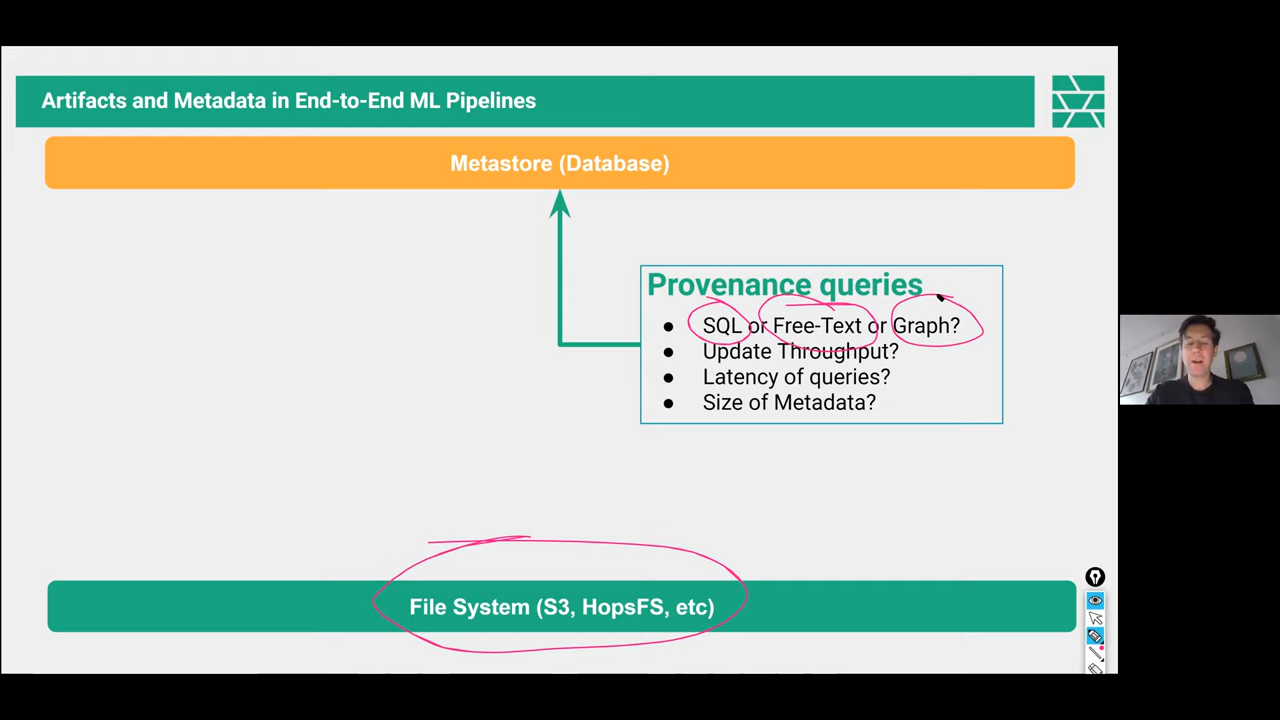 Artifacts and Metadata in End-to-End ML Pipelines
Metastore (Database)
Provenance queries
● SQL or Free-Text or Graph?
● Update Throughput?
● Latency of queries?
● Size of Metadata?
File System (S3, HopsFS, etc)